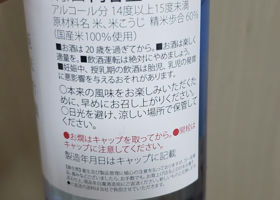 アルコール分 14度以上15度未満
原材料名 米、米こうじ 精米歩合60%
(国産米100%使用)
■お酒は20歳を過ぎてから。■お酒は楽しく
適量を。■飲酒運転は絶対にやめましょう。
■妊娠中、授乳期の飲酒は胎児、乳児の発育
に悪影響を与えるおそれがあります。
○本来の風味をお楽しみいただくた
めに、早めにお召し上がりください。
○日光を避け、涼しい場所で保管して
ください。
●お燗はキャップを取ってから。●開栓は
キャップに注意してください。
製造年月日はキャップに記載